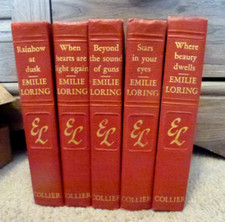 Rainbow
at
dusk
EMILIE
LORING
EL
COLLIER
When
hearts are
light again
EMILIE
LORING
EL
COLLIER
Beyond
the sound
of guns
EMILIE
LORING
EL
COLLIER
Stars
in your
eyes
EMILIE
LORING
EL
COLLIER
Where
beauty
dwells
EMILIE
LORING
EL
COLLIER